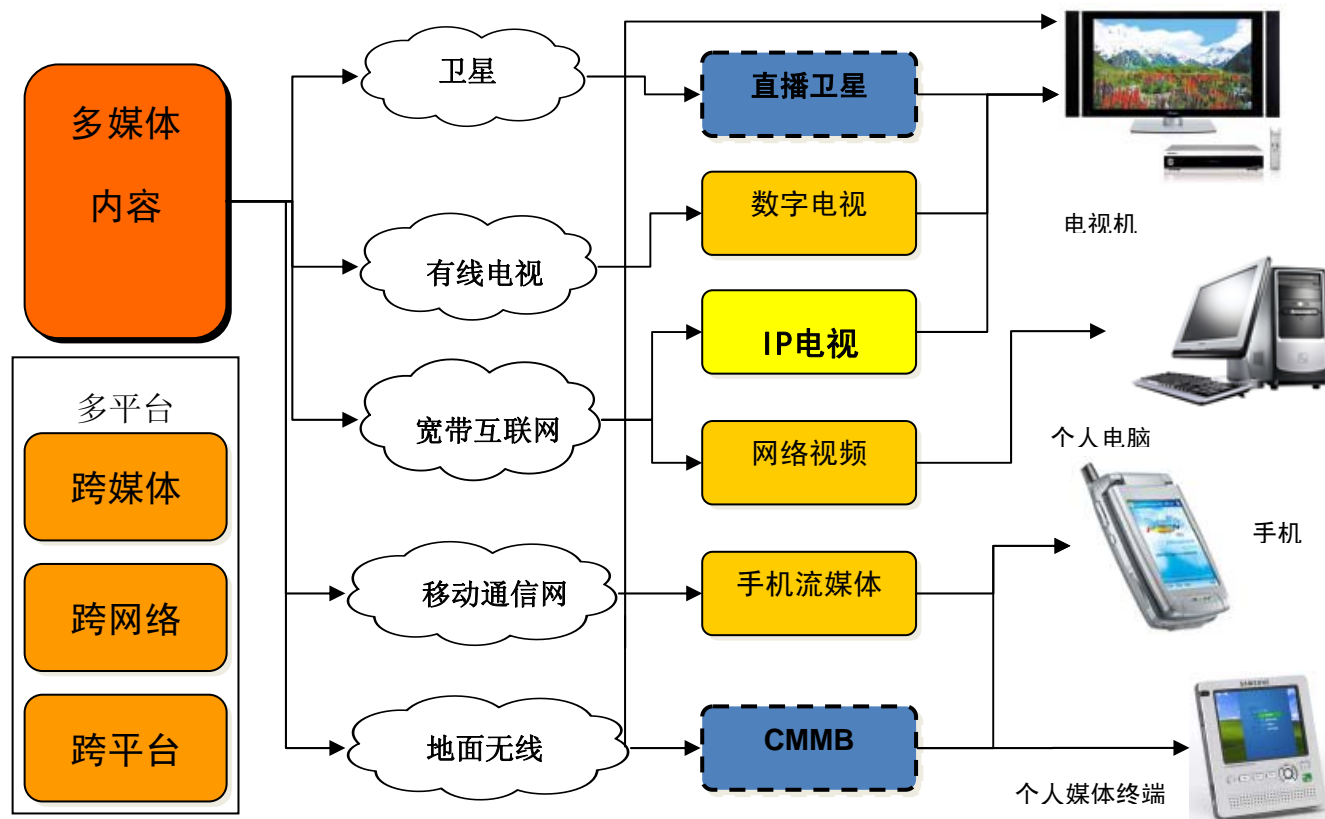 多媒体
内容
多平台
跨媒体
跨网络
跨平台
卫星
有线电视
宽带互联网
移动通信网
地面无线
直播卫星
数字电视
IP电视
网络视频
手机流媒体
CMMB
电视机
个人电脑
手机
个人媒体终端
SAMSUNG